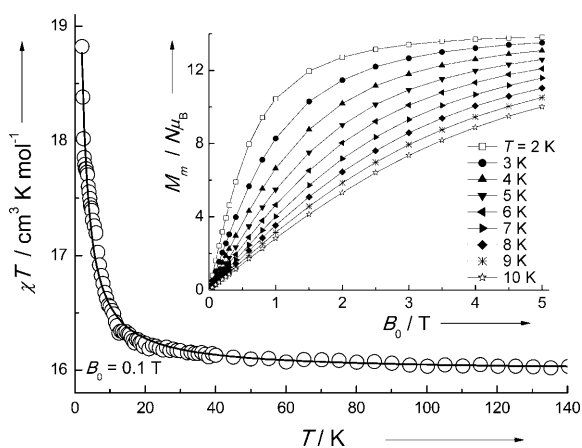 19
18
17
16
0
20
40
60
80
100
120
140
χT / cm³ K mol⁻¹
T / K
B₀ = 0.1 T
12
8
4
0
0
1
2
3
4
5
Mₘ / NμB
B₀ / T
T = 2 K
3 K
4 K
5 K
6 K
7 K
8 K
9 K
10 K